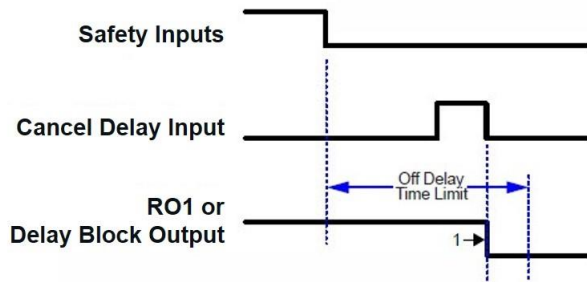 Safety Inputs
Cancel Delay Input
Off Delay
Time Limit
RO1 or
Delay Block Output
1